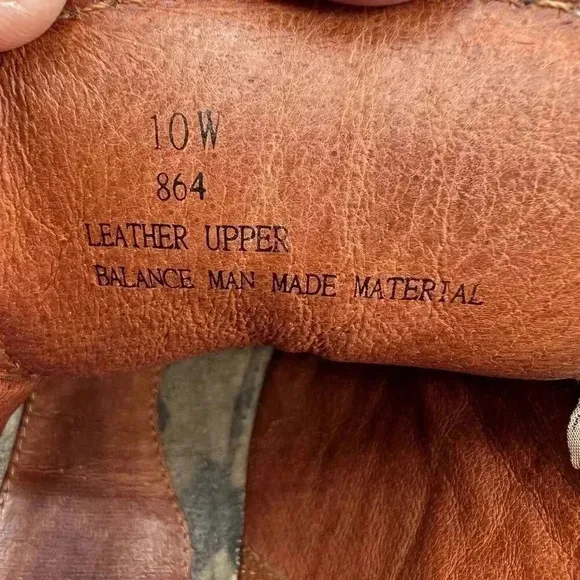 10W
864
LEATHER UPPER
BALANCE MAN MADE MATERIAL